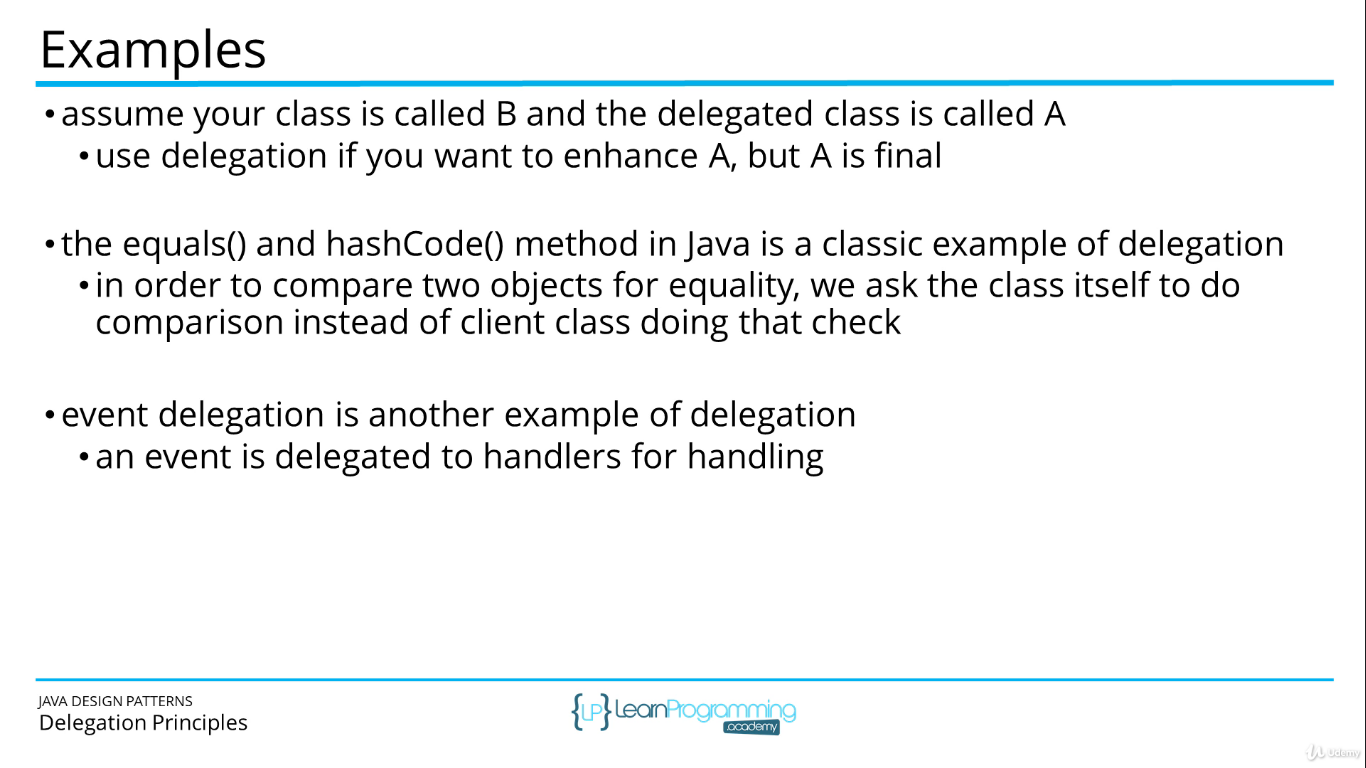 Examples
• assume your class is called B and the delegated class is called A
• use delegation if you want to enhance A, but A is final
• the equals() and hashCode() method in Java is a classic example of delegation
• in order to compare two objects for equality, we ask the class itself to do
comparison instead of client class doing that check
• event delegation is another example of delegation
• an event is delegated to handlers for handling
JAVA DESIGN PATTERNS
Delegation Principles
{LP} LearnProgramming
.academy
Udemy